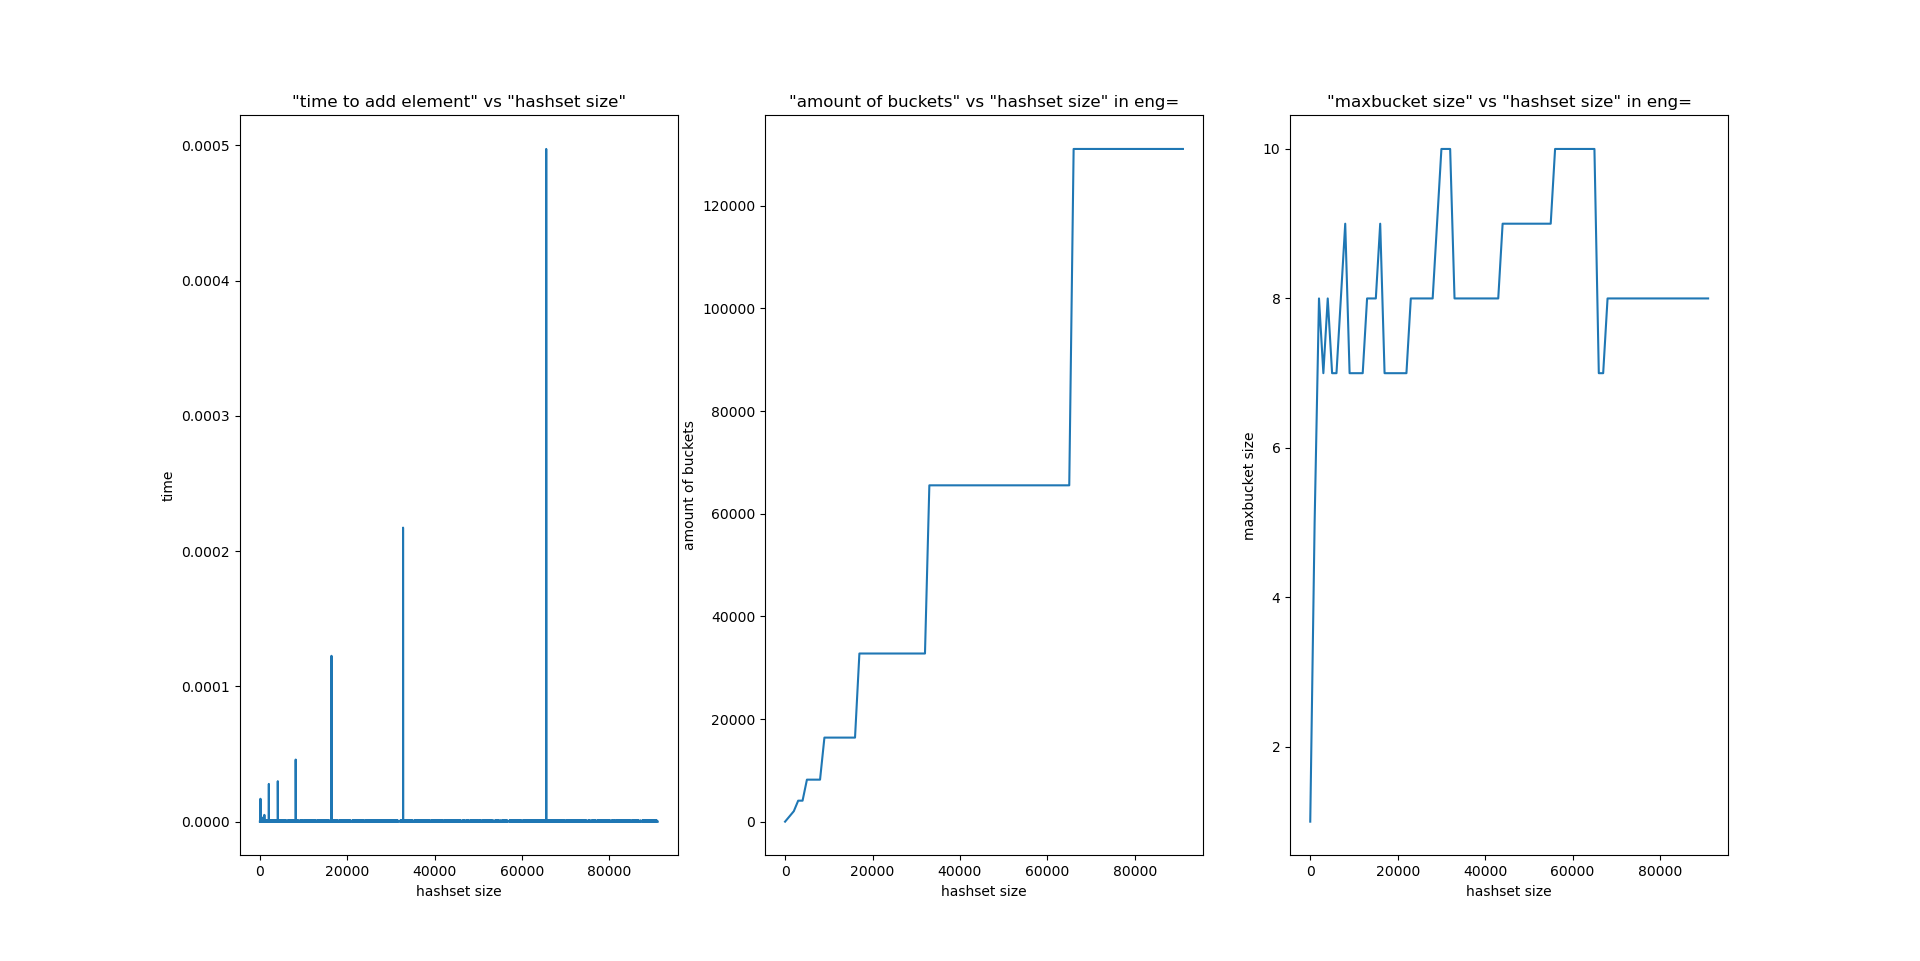 "time to add element" vs "hashset size"
0.0005
0.0004
0.0003
0.0002
0.0001
0.0000
time
0 20000 40000 60000 80000
hashset size
"amount of buckets" vs "hashset size" in eng=
120000
100000
80000
60000
40000
20000
0
amount of buckets
0 20000 40000 60000 80000
hashset size
"maxbucket size" vs "hashset size" in eng=
10
8
6
4
2
maxbucket size
0 20000 40000 60000 80000
hashset size